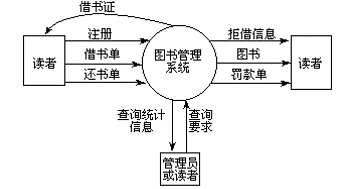 借书证
注册
借书单
还书单
读者
图书管理
系统
拒借信息
图书
罚款单
读者
查询统计
信息
查询
要求
管理员
或读者